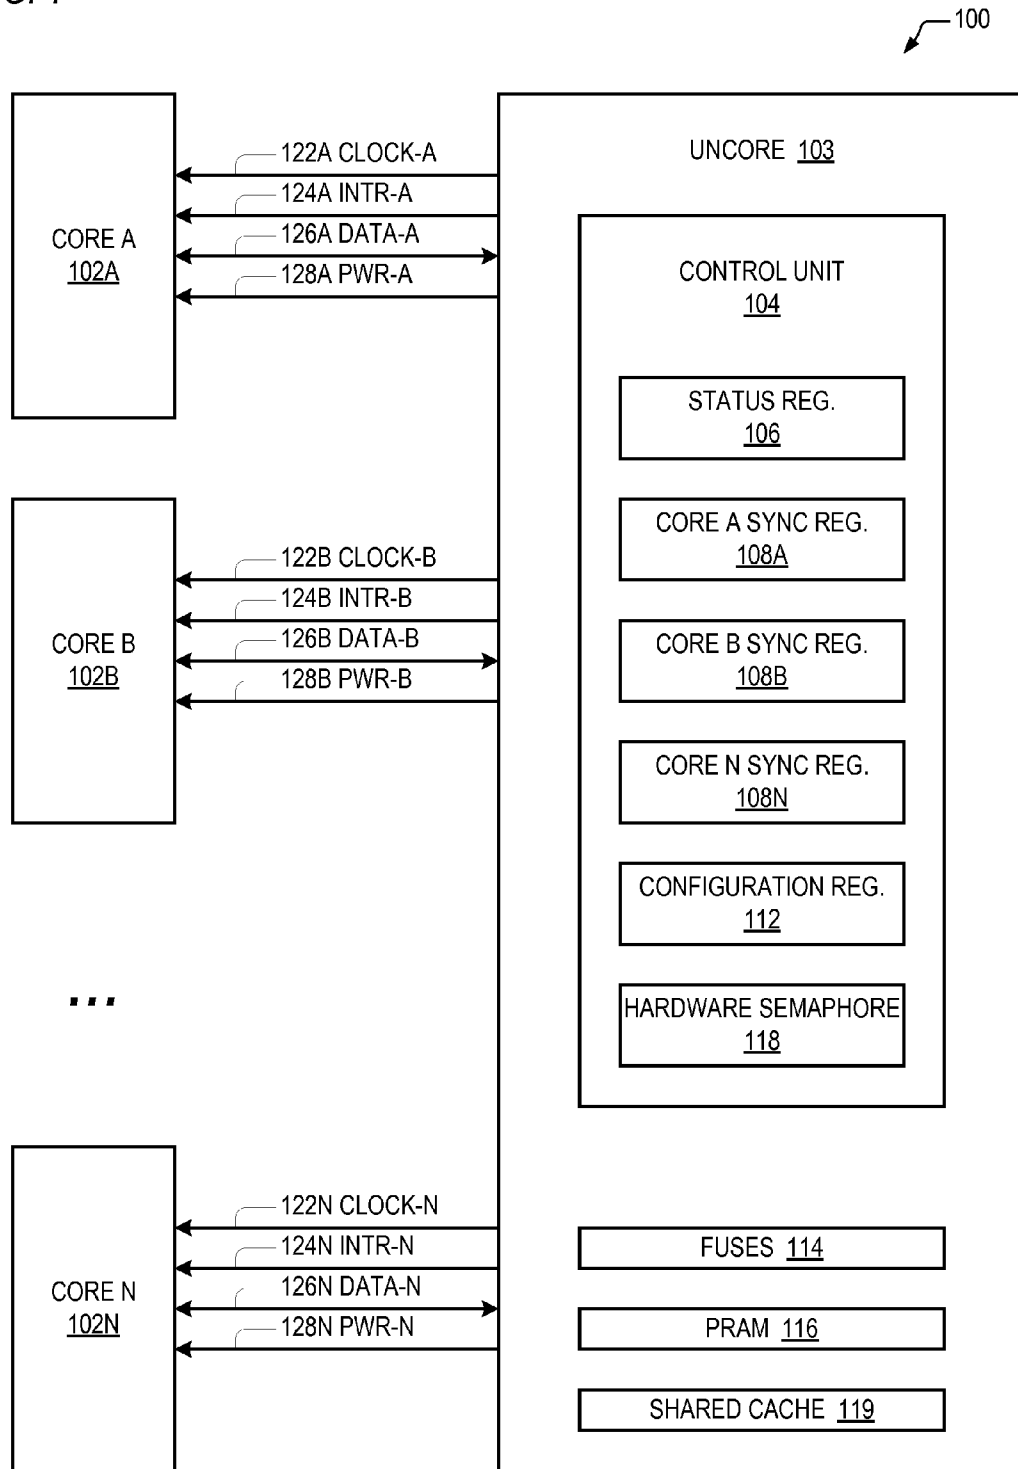 100
UNCORE 103
122A CLOCK-A
124A INTR-A
126A DATA-A
128A PWR-A
CORE A
102A
CONTROL UNIT
104
STATUS REG.
106
CORE A SYNC REG.
108A
122B CLOCK-B
124B INTR-B
126B DATA-B
128B PWR-B
CORE B
102B
CORE B SYNC REG.
108B
CORE N SYNC REG.
108N
CONFIGURATION REG.
112
...
HARDWARE SEMAPHORE
118
122N CLOCK-N
124N INTR-N
126N DATA-N
128N PWR-N
CORE N
102N
FUSES 114
PRAM 116
SHARED CACHE 119